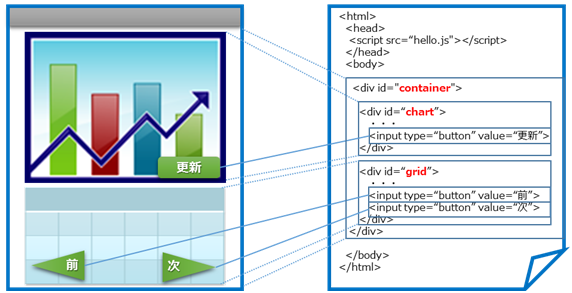 更新
前
次
<html>
<head>
<script src="hello.js"></script>
</head>
<body>
<div id="container">
<div id="chart">
・・・
<input type="button" value="更新">
</div>
<div id="grid">
・・・
<input type="button" value="前">
<input type="button" value="次">
</div>
</div>
</body>
</html>